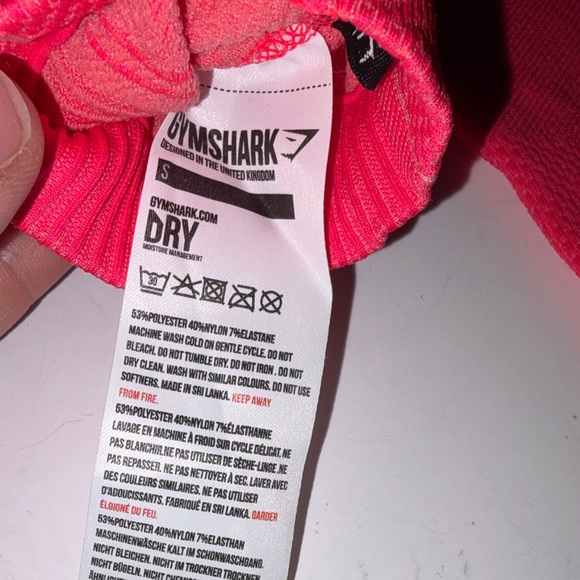 GYMSHARK
DESIGNED IN THE UNITED KINGDOM
S
GYMSHARK.COM
DRY
MOISTURE MANAGEMENT
30
53%POLYESTER 40%NYLON 7%ELASTANE
MACHINE WASH COLD ON GENTLE CYCLE. DO NOT
BLEACH. DO NOT TUMBLE DRY. DO NOT IRON . DO NOT
DRY CLEAN. WASH WITH SIMILAR COLOURS. DO NOT USE
SOFTNERS. MADE IN SRI LANKA. KEEP AWAY
FROM FIRE.
53%POLYESTER 40%NYLON 7%ÉLASTHANNE
LAVAGE EN MACHINE À FROID SUR CYCLE DÉLICAT. NE
PAS BLANCHIR.NE PAS UTILISER DE SÈCHE-LINGE .NE
PAS REPASSER. NE PAS NETTOYER À SEC. LAVER AVEC
DES COULEURS SIMILAIRES. NE PAS UTILISER
D'ADOUCISSANTS. FABRIQUÉ EN SRI LANKA. GARDER
ÉLOIGNÉ DU FEU.
53%POLYESTER 40%NYLON 7%ELASTHAN
MASCHINENWÄSCHE KALT IM SCHONWASCHGANG.
NICHT BLEICHEN. NICHT IM TROCKNER TROCKNEN
NICHT